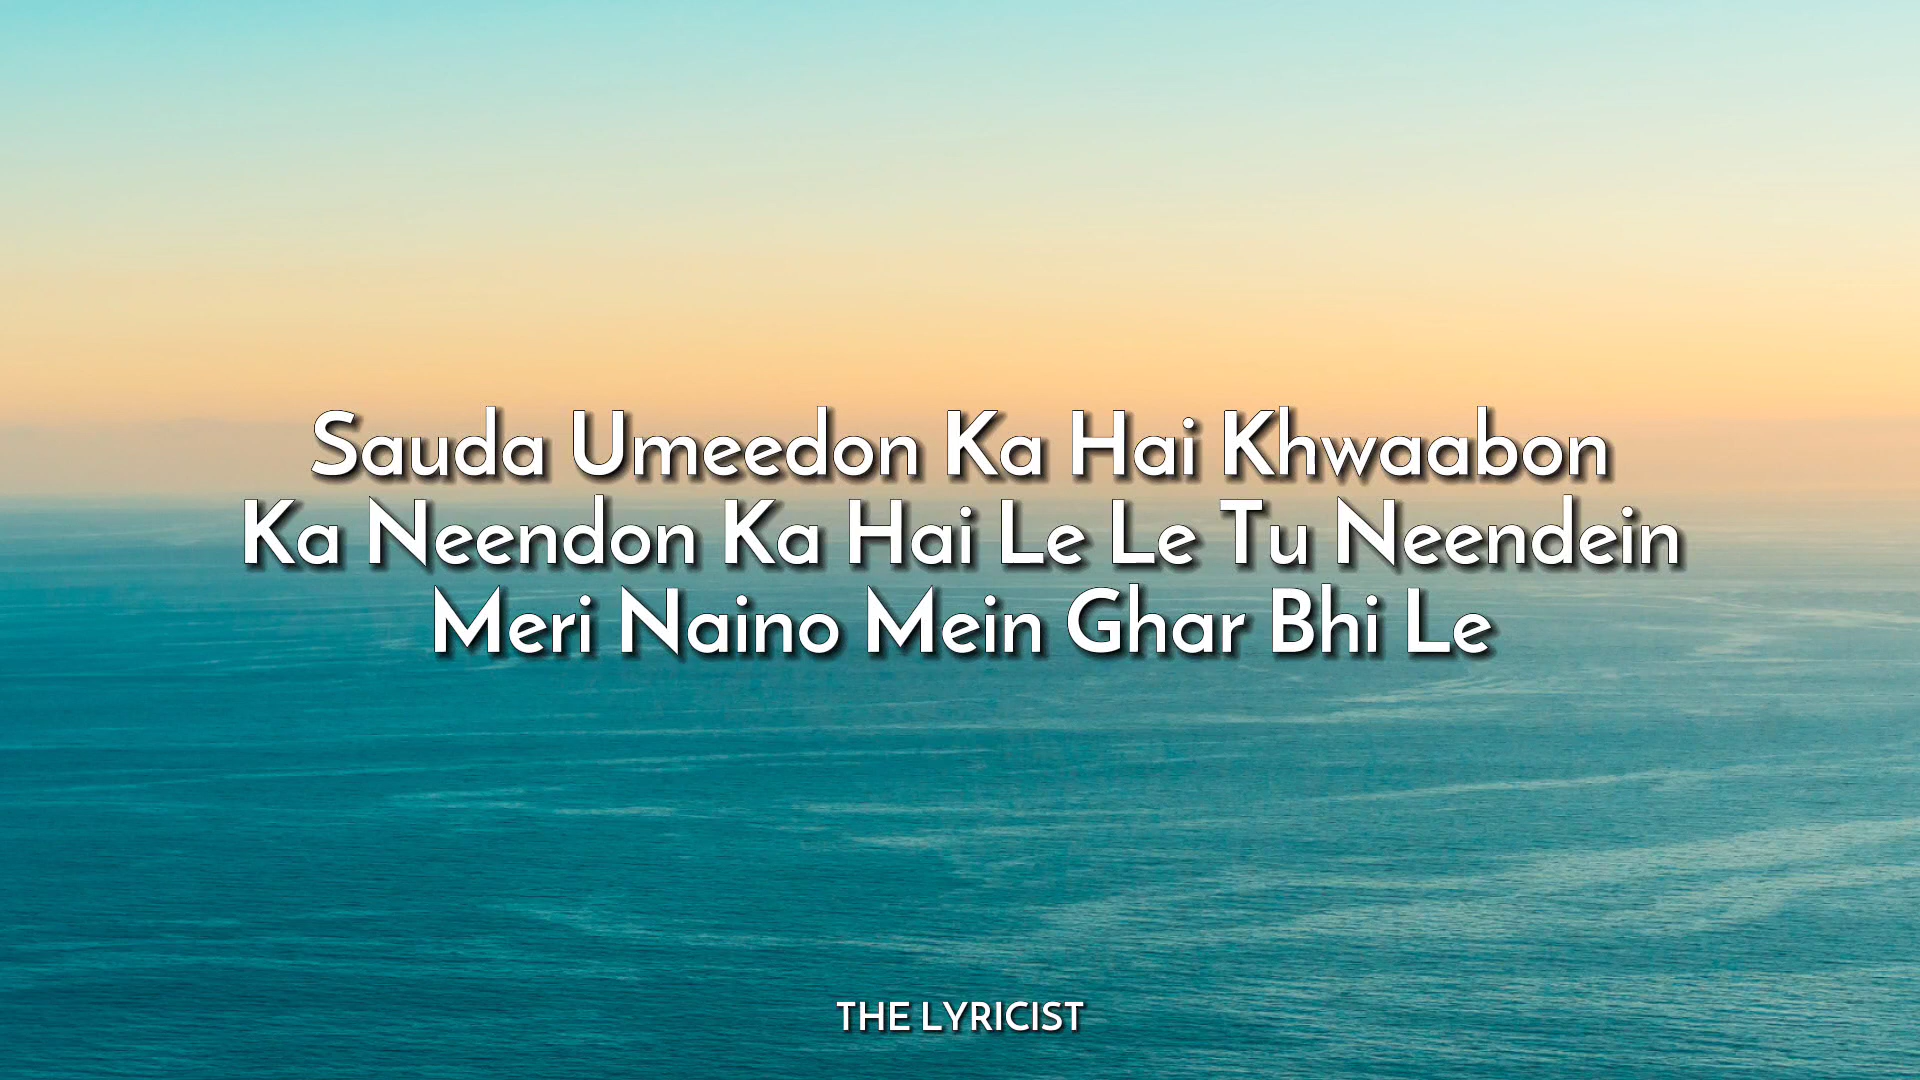 Sauda Umeedon Ka Hai Khwaabon
Ka Neendon Ka Hai Le Le Tu Neendein
Meri Naino Mein Ghar Bhi Le
THE LYRICIST